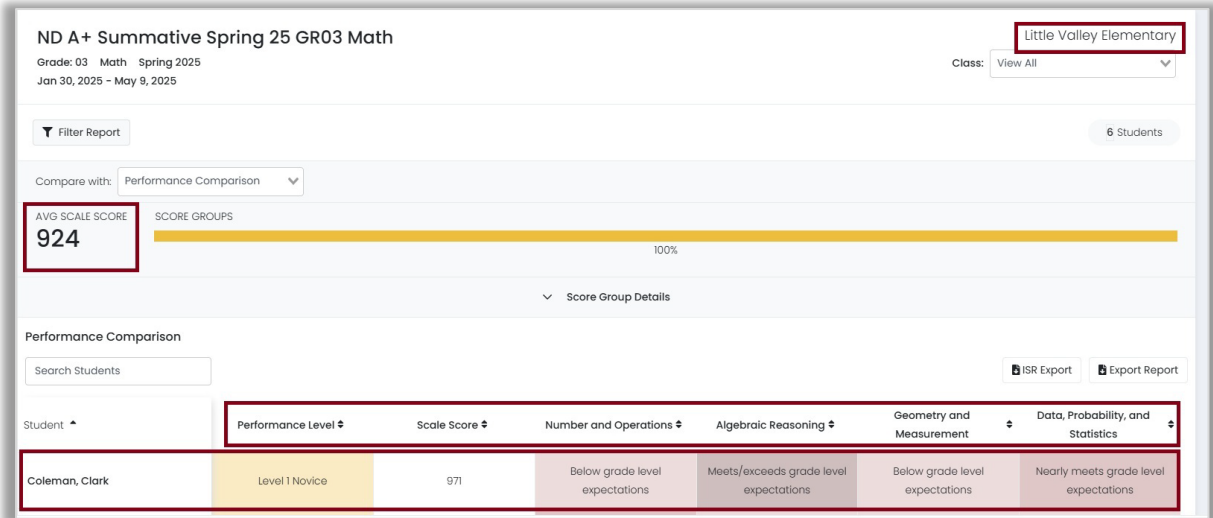 ND A+ Summative Spring 25 GR03 Math
Little Valley Elementary
Grade: 03 Math Spring 2025
Class: View All
Jan 30, 2025 - May 9, 2025
Filter Report
6 Students
Compare with: Performance Comparison
AVG SCALE SCORE SCORE GROUPS
924
100%
Score Group Details
Performance Comparison
Search Students
ISR Export Export Report
Student Performance Level Scale Score Number and Operations Algebraic Reasoning Geometry and Measurement Data, Probability, and Statistics
Coleman, Clark Level 1 Novice 971 Below grade level expectations Meets/exceeds grade level expectations Below grade level expectations Nearly meets grade level expectations